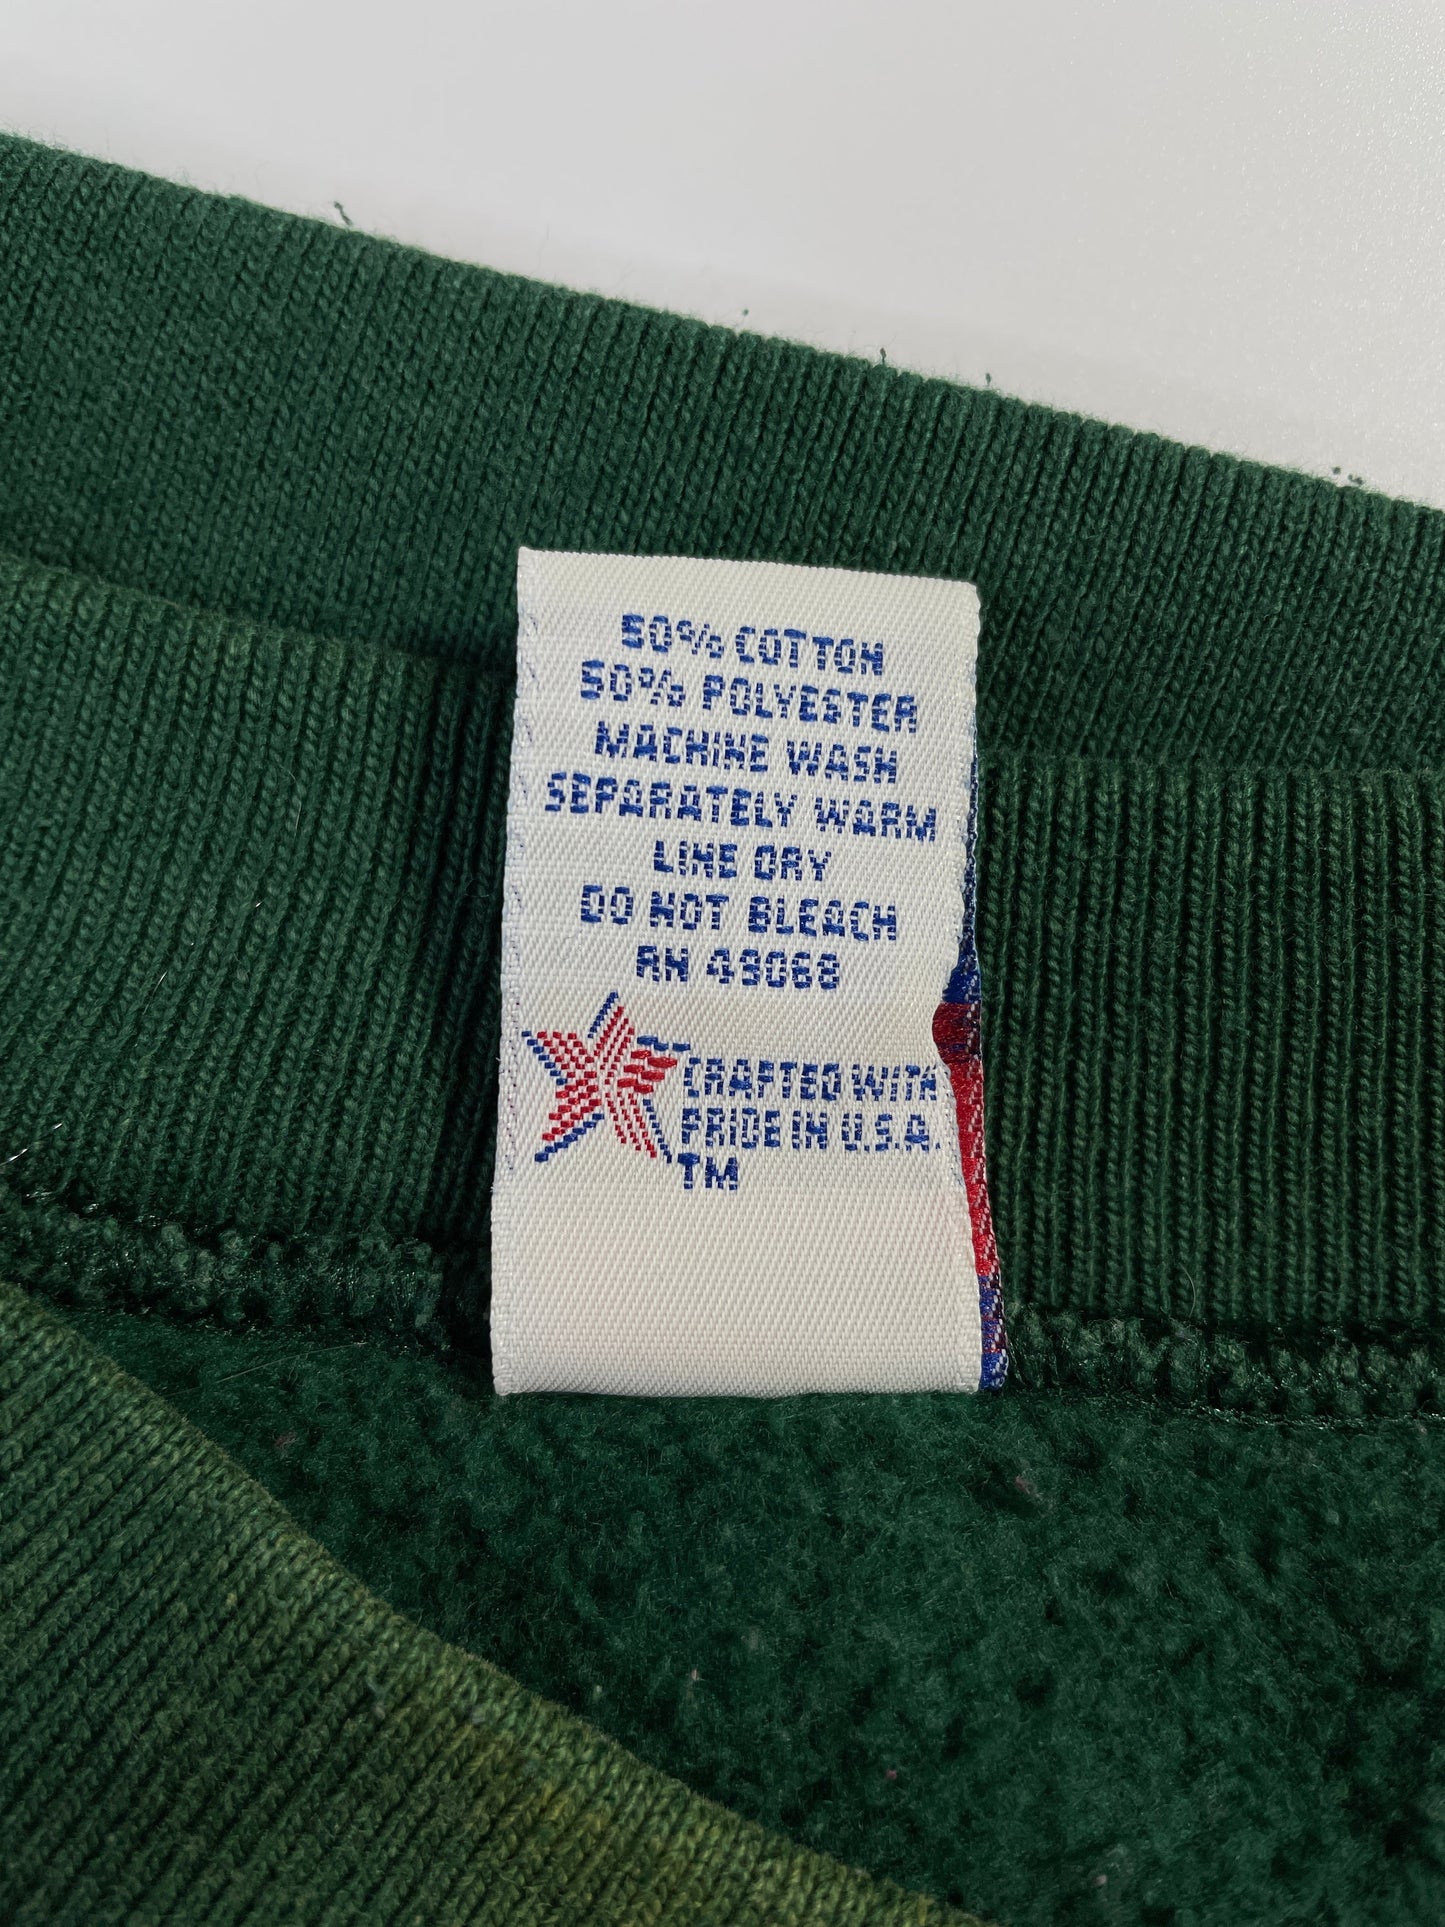 50% COTTON
50% POLYESTER
MACHINE WASH
SEPARATELY WARM
LINE DRY
DO NOT BLEACH
RN 49068
CRAFTED WITH
PRIDE IN U.S.A.
TM